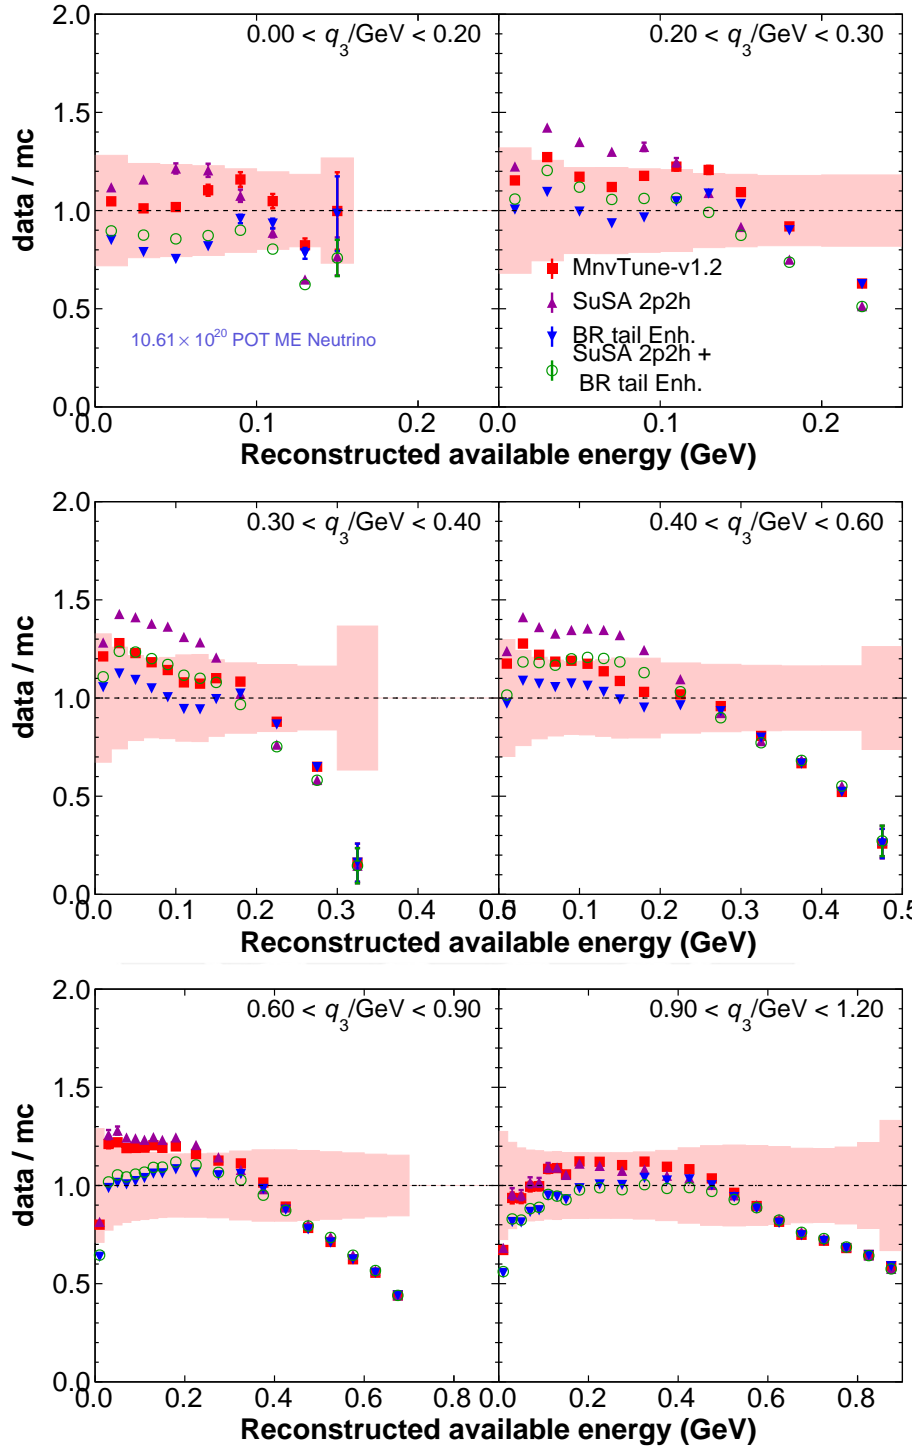 0.00 < q3/GeV < 0.20
0.20 < q3/GeV < 0.30
2.0
1.5
1.0
0.5
0.0
data / mc
MnvTune-v1.2
SuSA 2p2h
BR tail Enh.
SuSA 2p2h +
BR tail Enh.
10.61 × 10^20 POT ME Neutrino
0.0 0.1 0.2 0.0 0.1 0.2
Reconstructed available energy (GeV)
0.30 < q3/GeV < 0.40
0.40 < q3/GeV < 0.60
2.0
1.5
1.0
0.5
0.0
data / mc
0.0 0.1 0.2 0.3 0.4 0.1 0.2 0.3 0.4 0.5
Reconstructed available energy (GeV)
0.60 < q3/GeV < 0.90
0.90 < q3/GeV < 1.20
2.0
1.5
1.0
0.5
0.0
data / mc
0.0 0.2 0.4 0.6 0.8 0.0 0.2 0.4 0.6 0.8
Reconstructed available energy (GeV)